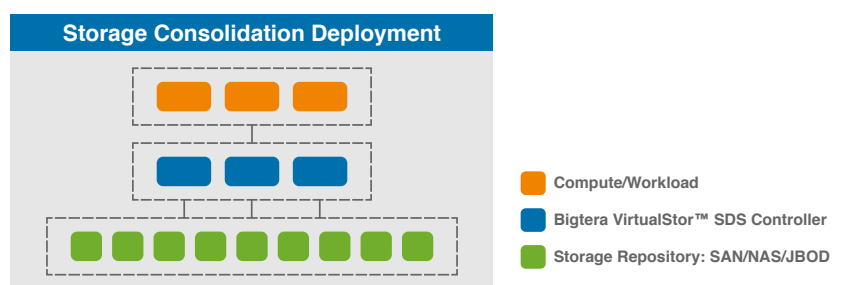 Storage Consolidation Deployment
Compute/Workload
Bigtera VirtualStor™ SDS Controller
Storage Repository: SAN/NAS/JBOD